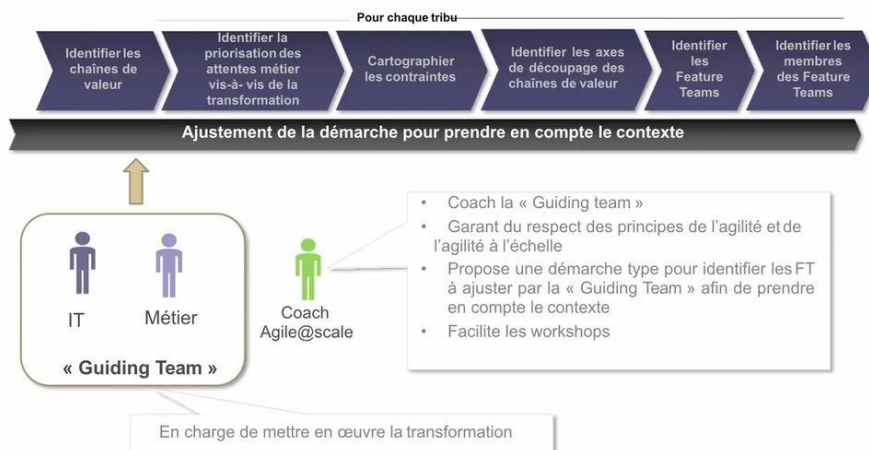 Pour chaque tribu
Identifier les
chaînes de
valeur
Identifier la
priorisation des
attentes métier
vis-à- vis de la
transformation
Cartographier
les contraintes
Identifier les axes
de découpage des
chaînes de valeur
Identifier
les
Feature
Teams
Identifier les
membres
des Feature
Teams
Ajustement de la démarche pour prendre en compte le contexte
IT
Métier
« Guiding Team »
Coach
Agile@scale
• Coach la « Guiding team »
• Garant du respect des principes de l’agilité et de
l’agilité à l’échelle
• Propose une démarche type pour identifier les FT
à ajuster par la « Guiding Team » afin de prendre
en compte le contexte
• Facilite les workshops
En charge de mettre en œuvre la transformation